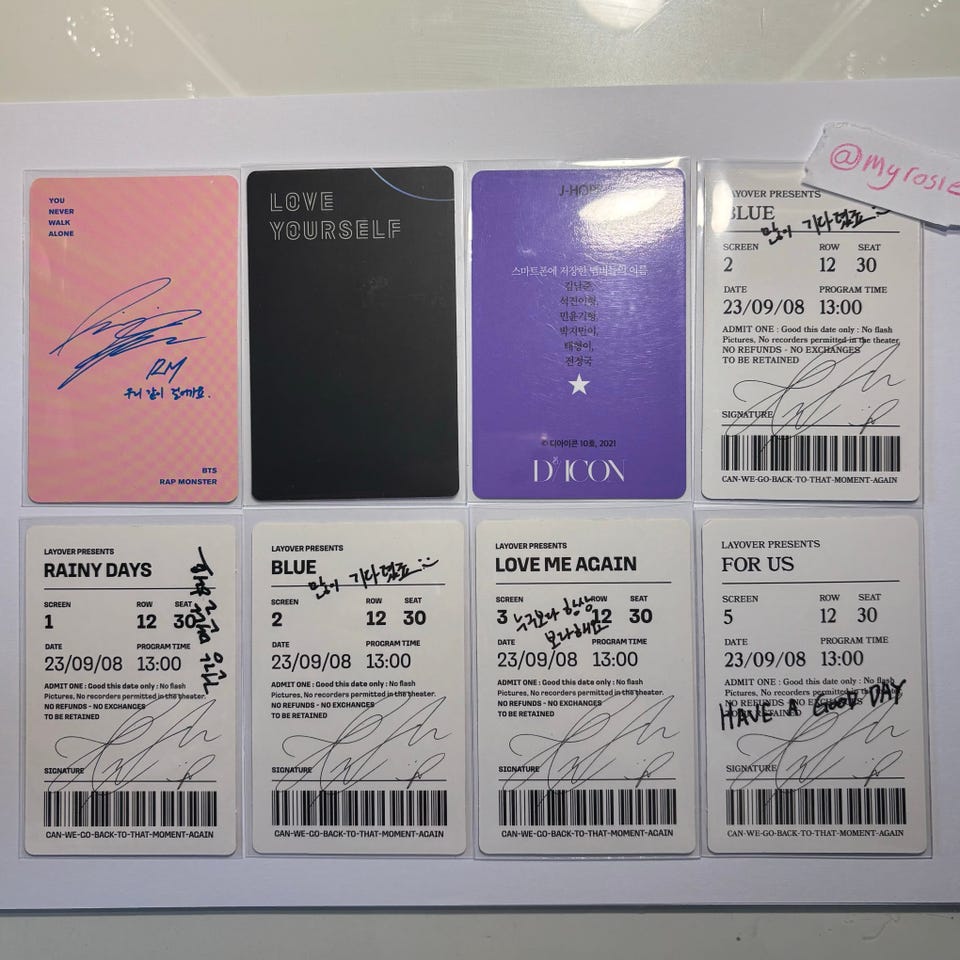 @myrosie
YOU
NEVER
WALK
ALONE
RM
우리 같이 걸어가요.
BTS
RAP MONSTER
LOVE
YOURSELF
J-HOPE
스마트폰에 저장한 멤버들의 이름
김남준,
석진이형,
민윤기형,
박지민이,
태형이,
전정국
© 디아이콘 10호, 2021
D/ICON
LAYOVER PRESENTS
BLUE
많이 기다렸죠
SCREEN ROW SEAT
2 12 30
DATE PROGRAM TIME
23/09/08 13:00
ADMIT ONE : Good this date only : No flash
Pictures, No recorders permitted in the theater.
NO REFUNDS - NO EXCHANGES
TO BE RETAINED
SIGNATURE
CAN-WE-GO-BACK-TO-THAT-MOMENT-AGAIN
LAYOVER PRESENTS
RAINY DAYS
SCREEN ROW SEAT
1 12 30
DATE PROGRAM TIME
23/09/08 13:00
ADMIT ONE : Good this date only : No flash
Pictures, No recorders permitted in the theater.
NO REFUNDS - NO EXCHANGES
TO BE RETAINED
SIGNATURE
CAN-WE-GO-BACK-TO-THAT-MOMENT-AGAIN
LAYOVER PRESENTS
BLUE
많이 기다렸죠
SCREEN ROW SEAT
2 12 30
DATE PROGRAM TIME
23/09/08 13:00
ADMIT ONE : Good this date only : No flash
Pictures, No recorders permitted in the theater.
NO REFUNDS - NO EXCHANGES
TO BE RETAINED
SIGNATURE
CAN-WE-GO-BACK-TO-THAT-MOMENT-AGAIN
LAYOVER PRESENTS
LOVE ME AGAIN
SCREEN ROW SEAT
3 12 30
누구보다 항상
보라해요
DATE PROGRAM TIME
23/09/08 13:00
ADMIT ONE : Good this date only : No flash
Pictures, No recorders permitted in the theater.
NO REFUNDS - NO EXCHANGES
TO BE RETAINED
SIGNATURE
CAN-WE-GO-BACK-TO-THAT-MOMENT-AGAIN
LAYOVER PRESENTS
FOR US
SCREEN ROW SEAT
5 12 30
DATE PROGRAM TIME
23/09/08 13:00
ADMIT ONE : Good this date only : No flash
Pictures, No recorders permitted in the theater.
NO REFUNDS - NO EXCHANGES
TO BE RETAINED
HAVE A GOOD DAY
SIGNATURE
CAN-WE-GO-BACK-TO-THAT-MOMENT-AGAIN